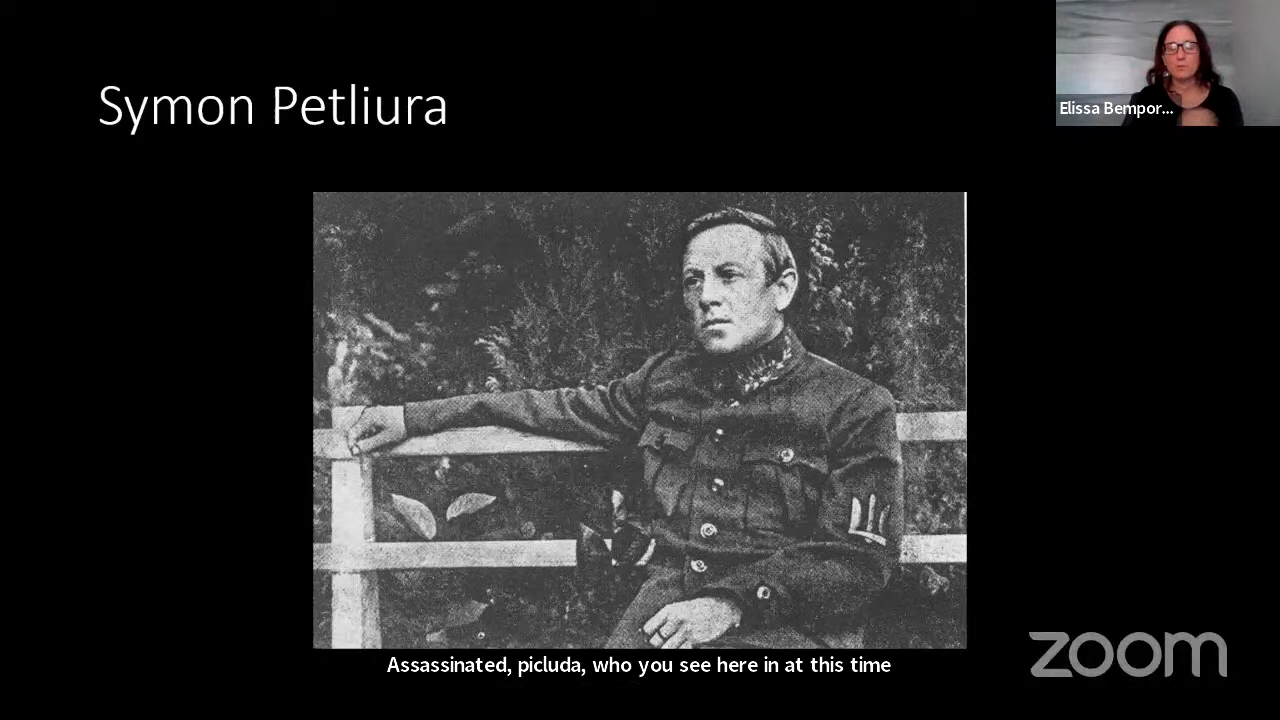 Symon Petliura
Elissa Bempor...
Assassinated, picluda, who you see here in at this time
zoom